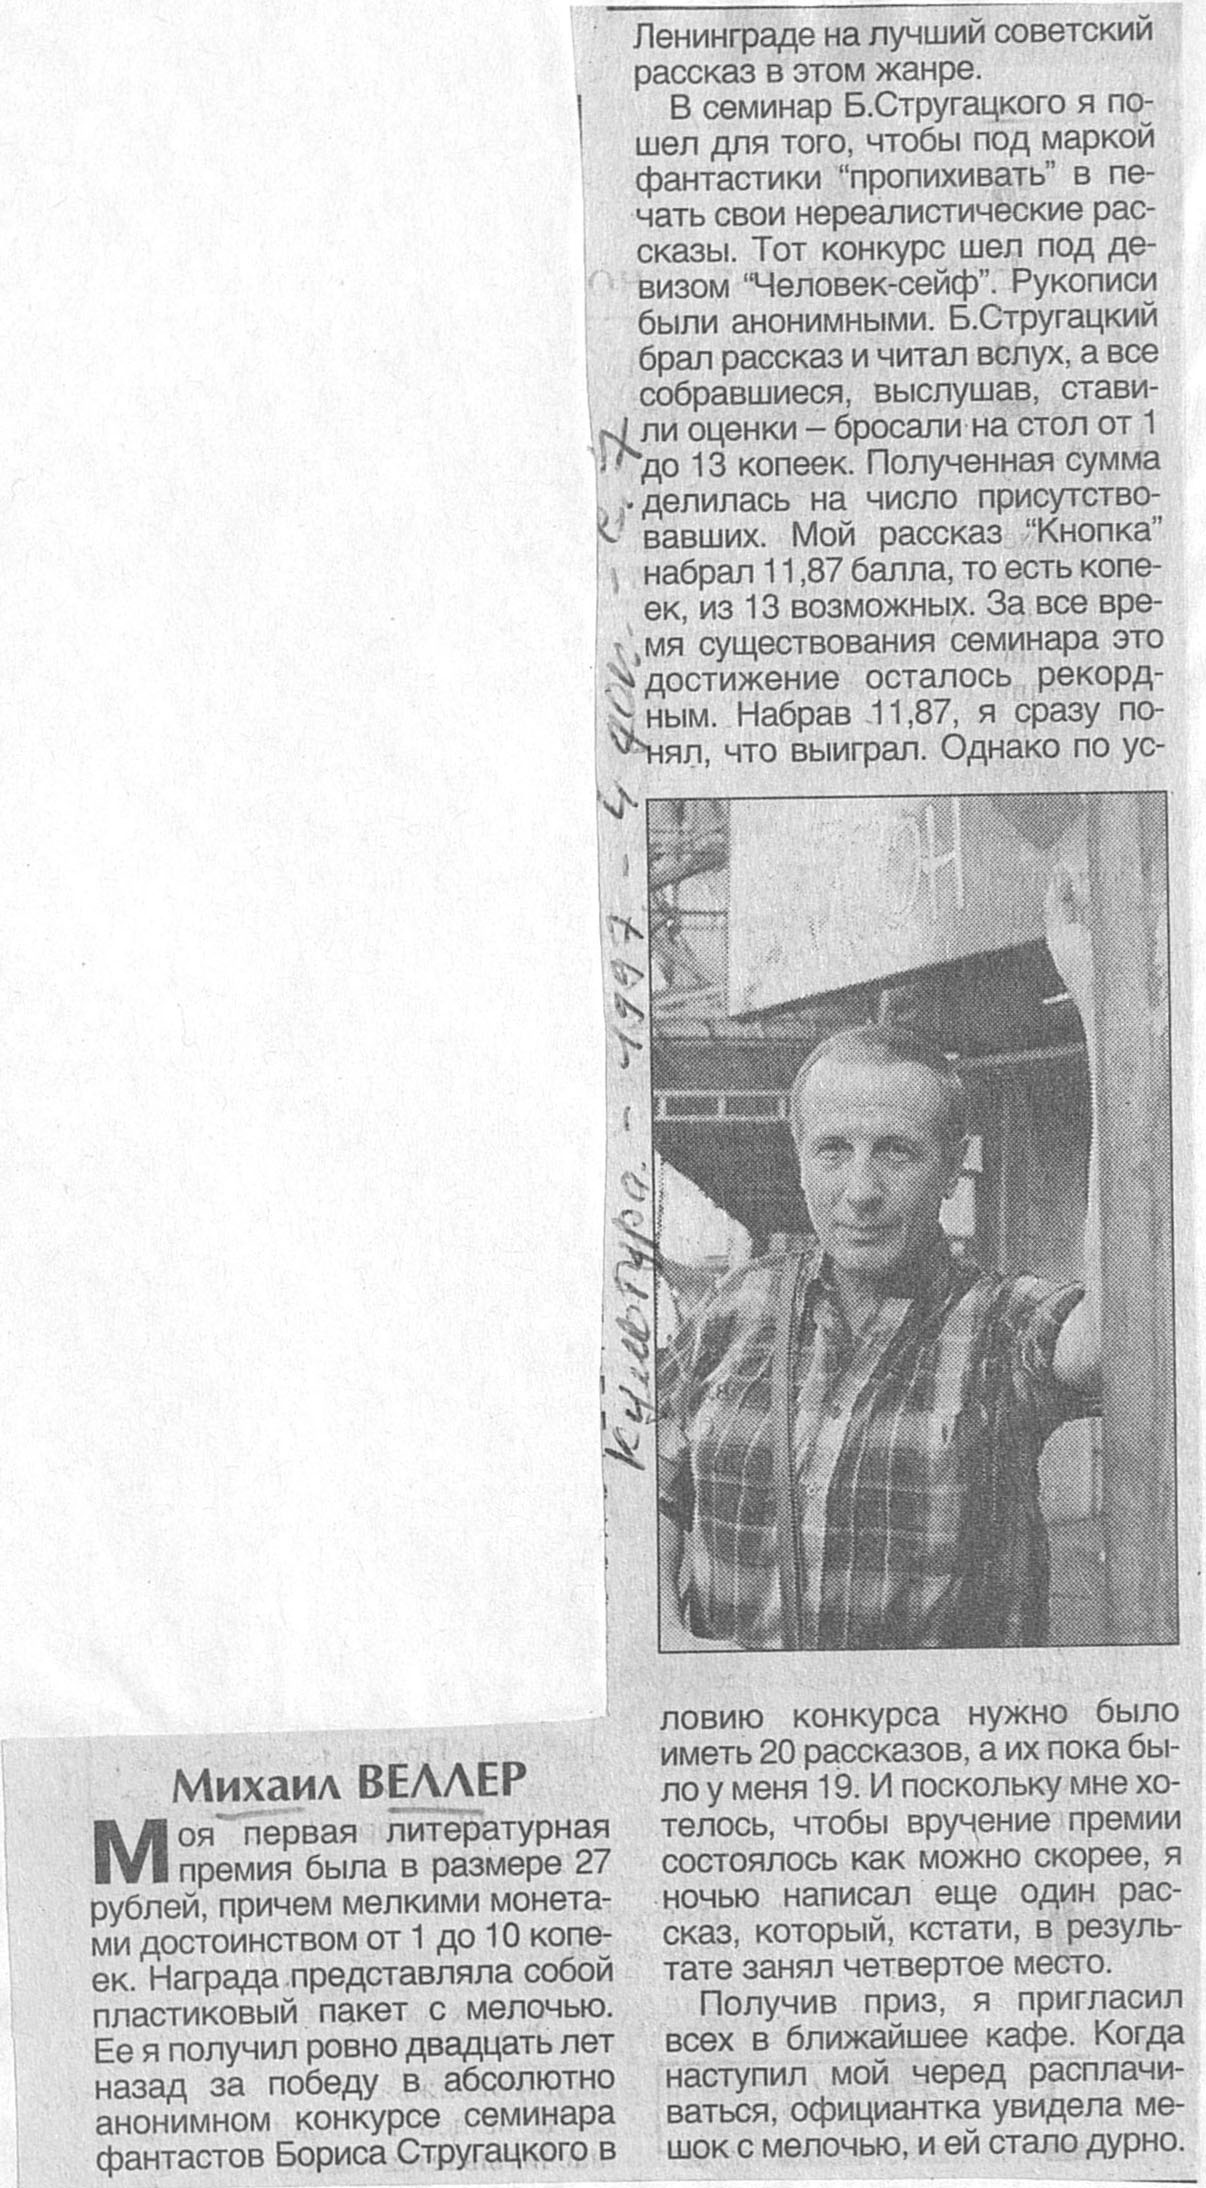 Михаил ВЕЛЛЕР
Моя первая литературная
премия была в размере 27
рублей, причем мелкими монета-
ми достоинством от 1 до 10 копе-
ек. Награда представляла собой
пластиковый пакет с мелочью.
Ее я получил ровно двадцать лет
назад за победу в абсолютно
анонимном конкурсе семинара
фантастов Бориса Стругацкого в
Ленинграде на лучший советский
рассказ в этом жанре.
В семинар Б.Стругацкого я по-
шел для того, чтобы под маркой
фантастики “пропихивать” в пе-
чать свои нереалистические рас-
сказы. Тот конкурс шел под де-
визом “Человек-сейф”. Рукописи
были анонимными. Б.Стругацкий
брал рассказ и читал вслух, а все
собравшиеся, выслушав, стави-
ли оценки – бросали на стол от 1
до 13 копеек. Полученная сумма
делилась на число присутство-
вавших. Мой рассказ “Кнопка”
набрал 11,87 балла, то есть копе-
ек, из 13 возможных. За все вре-
мя существования семинара это
достижение осталось рекорд-
ным. Набрав 11,87, я сразу по-
нял, что выиграл. Однако по ус-
ловию конкурса нужно было
иметь 20 рассказов, а их пока бы-
ло у меня 19. И поскольку мне хо-
телось, чтобы вручение премии
состоялось как можно скорее, я
ночью написал еще один рас-
сказ, который, кстати, в резуль-
тате занял четвертое место.
Получив приз, я пригласил
всех в ближайшее кафе. Когда
наступил мой черед расплачи-
ваться, официантка увидела ме-
шок с мелочью, и ей стало дурно.
Культура. - 1997 - 4 дек. - с. 7